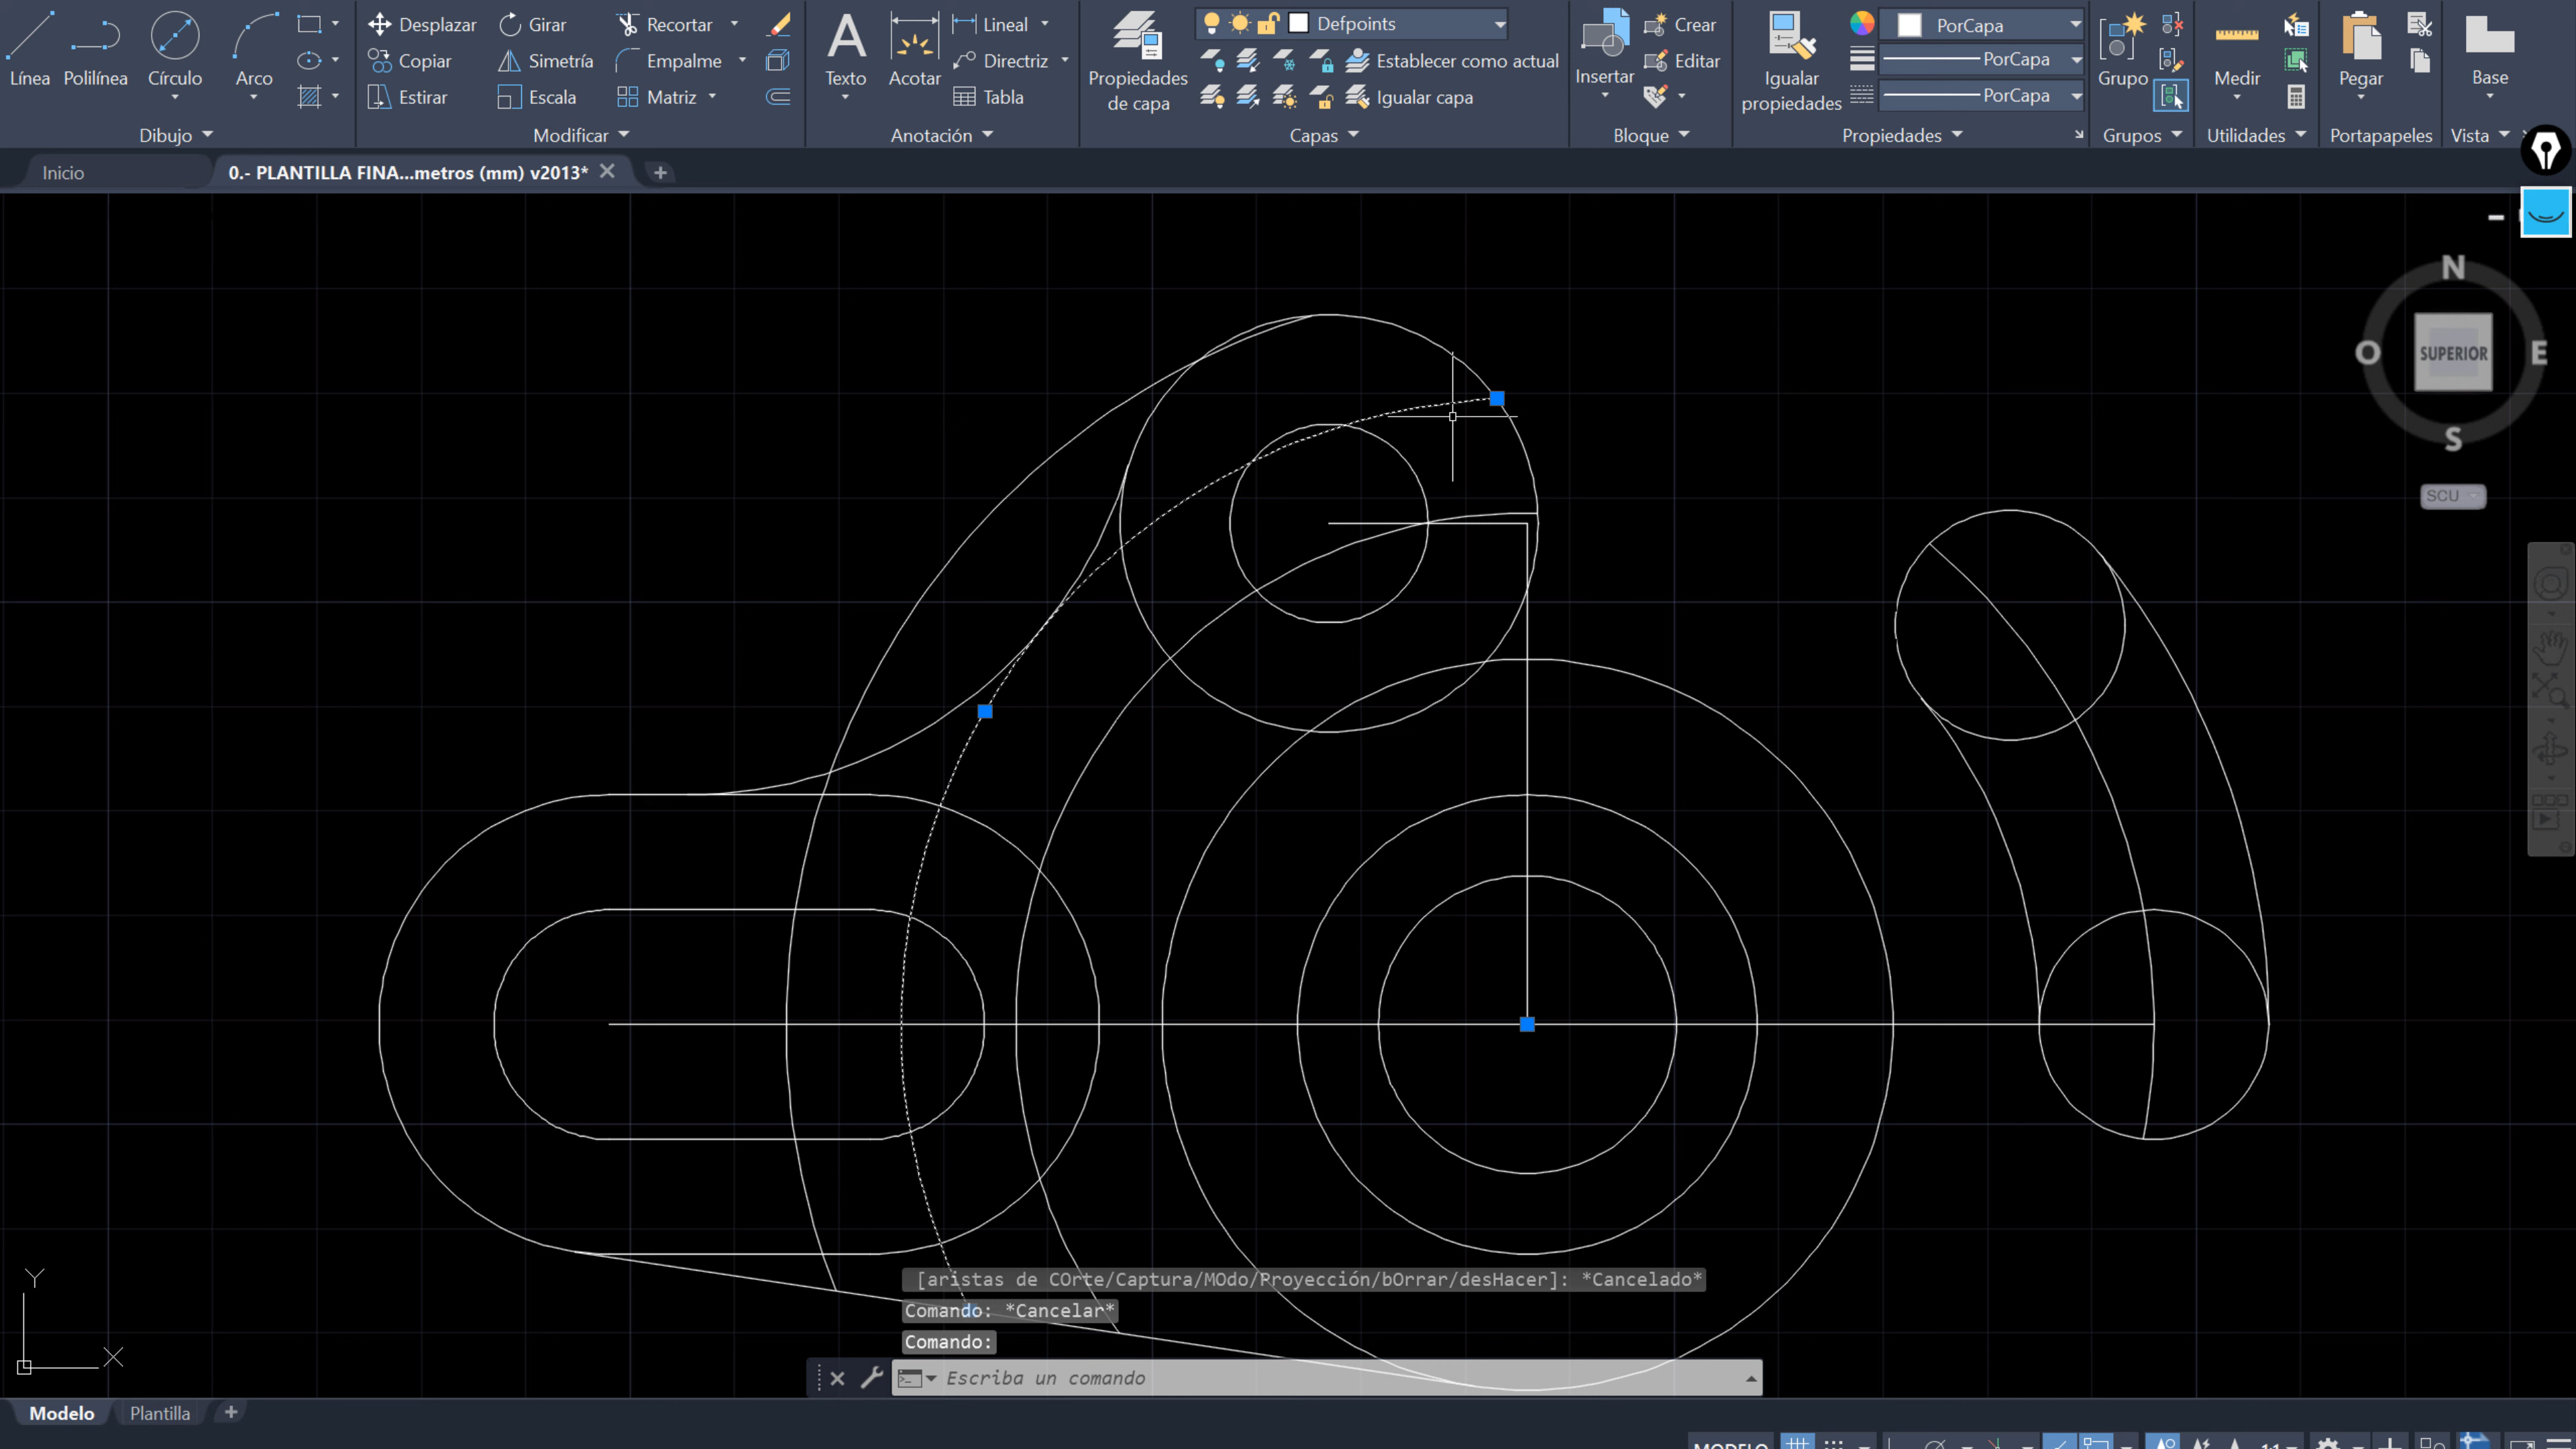 Línea Polilínea Círculo Arco
Desplazar Girar Recortar
Copiar Simetría Empalme
Estirar Escala Matriz
Texto Acotar Lineal
Directriz
Tabla
Propiedades de capa
Defpoints
Establecer como actual
Igualar capa
Insertar Crear
Editar
Igualar propiedades
PorCapa
PorCapa
PorCapa
Grupo Medir Pegar Base
Dibujo Modificar Anotación Capas Bloque Propiedades Grupos Utilidades Portapapeles Vista
Inicio 0.- PLANTILLA FINA...metros (mm) v2013*
N
O SUPERIOR E
S
SCU
Y
X
[aristas de COrte/Captura/MOdo/Proyección/bOrrar/desHacer]: *Cancelado*
Comando: *Cancelar*
Comando:
Escriba un comando
Modelo Plantilla
MODELO 1:1